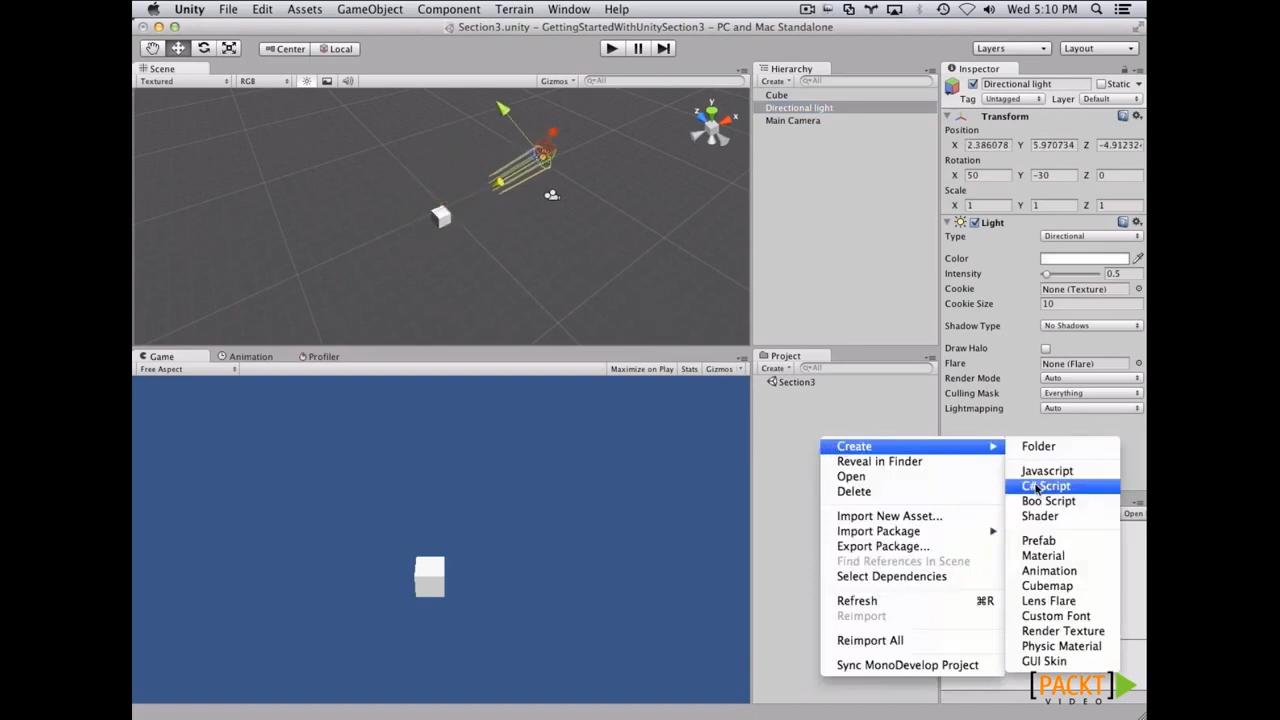 Unity File Edit Assets GameObject Component Terrain Window Help Wed 5:10 PM
Section3.unity - GettingStartedWithUnitySection3 - PC and Mac Standalone
Center Local Layers Layout
Scene
Textured RGB Gizmos All
Hierarchy
Create All
Cube
Directional light
Main Camera
Inspector
Directional light Static
Tag Untagged Layer Default
Transform
Position
X 2.386078 Y 5.970734 Z -4.91232
Rotation
X 50 Y -30 Z 0
Scale
X 1 Y 1 Z 1
Light
Type Directional
Color
Intensity 0.5
Cookie None (Texture)
Cookie Size 10
Shadow Type No Shadows
Draw Halo
Flare None (Flare)
Render Mode Auto
Culling Mask Everything
Lightmapping Auto
Game Animation Profiler
Free Aspect Maximize on Play Stats Gizmos
Project
Create All
Section3
Create
Reveal in Finder
Open
Delete
Import New Asset...
Import Package
Export Package...
Find References In Scene
Select Dependencies
Refresh ⌘R
Reimport
Reimport All
Sync MonoDevelop Project
Folder
Javascript
C# Script
Boo Script
Shader
Prefab
Material
Animation
Cubemap
Lens Flare
Custom Font
Render Texture
Physic Material
GUI Skin
Open
[PACKT]
VIDEO